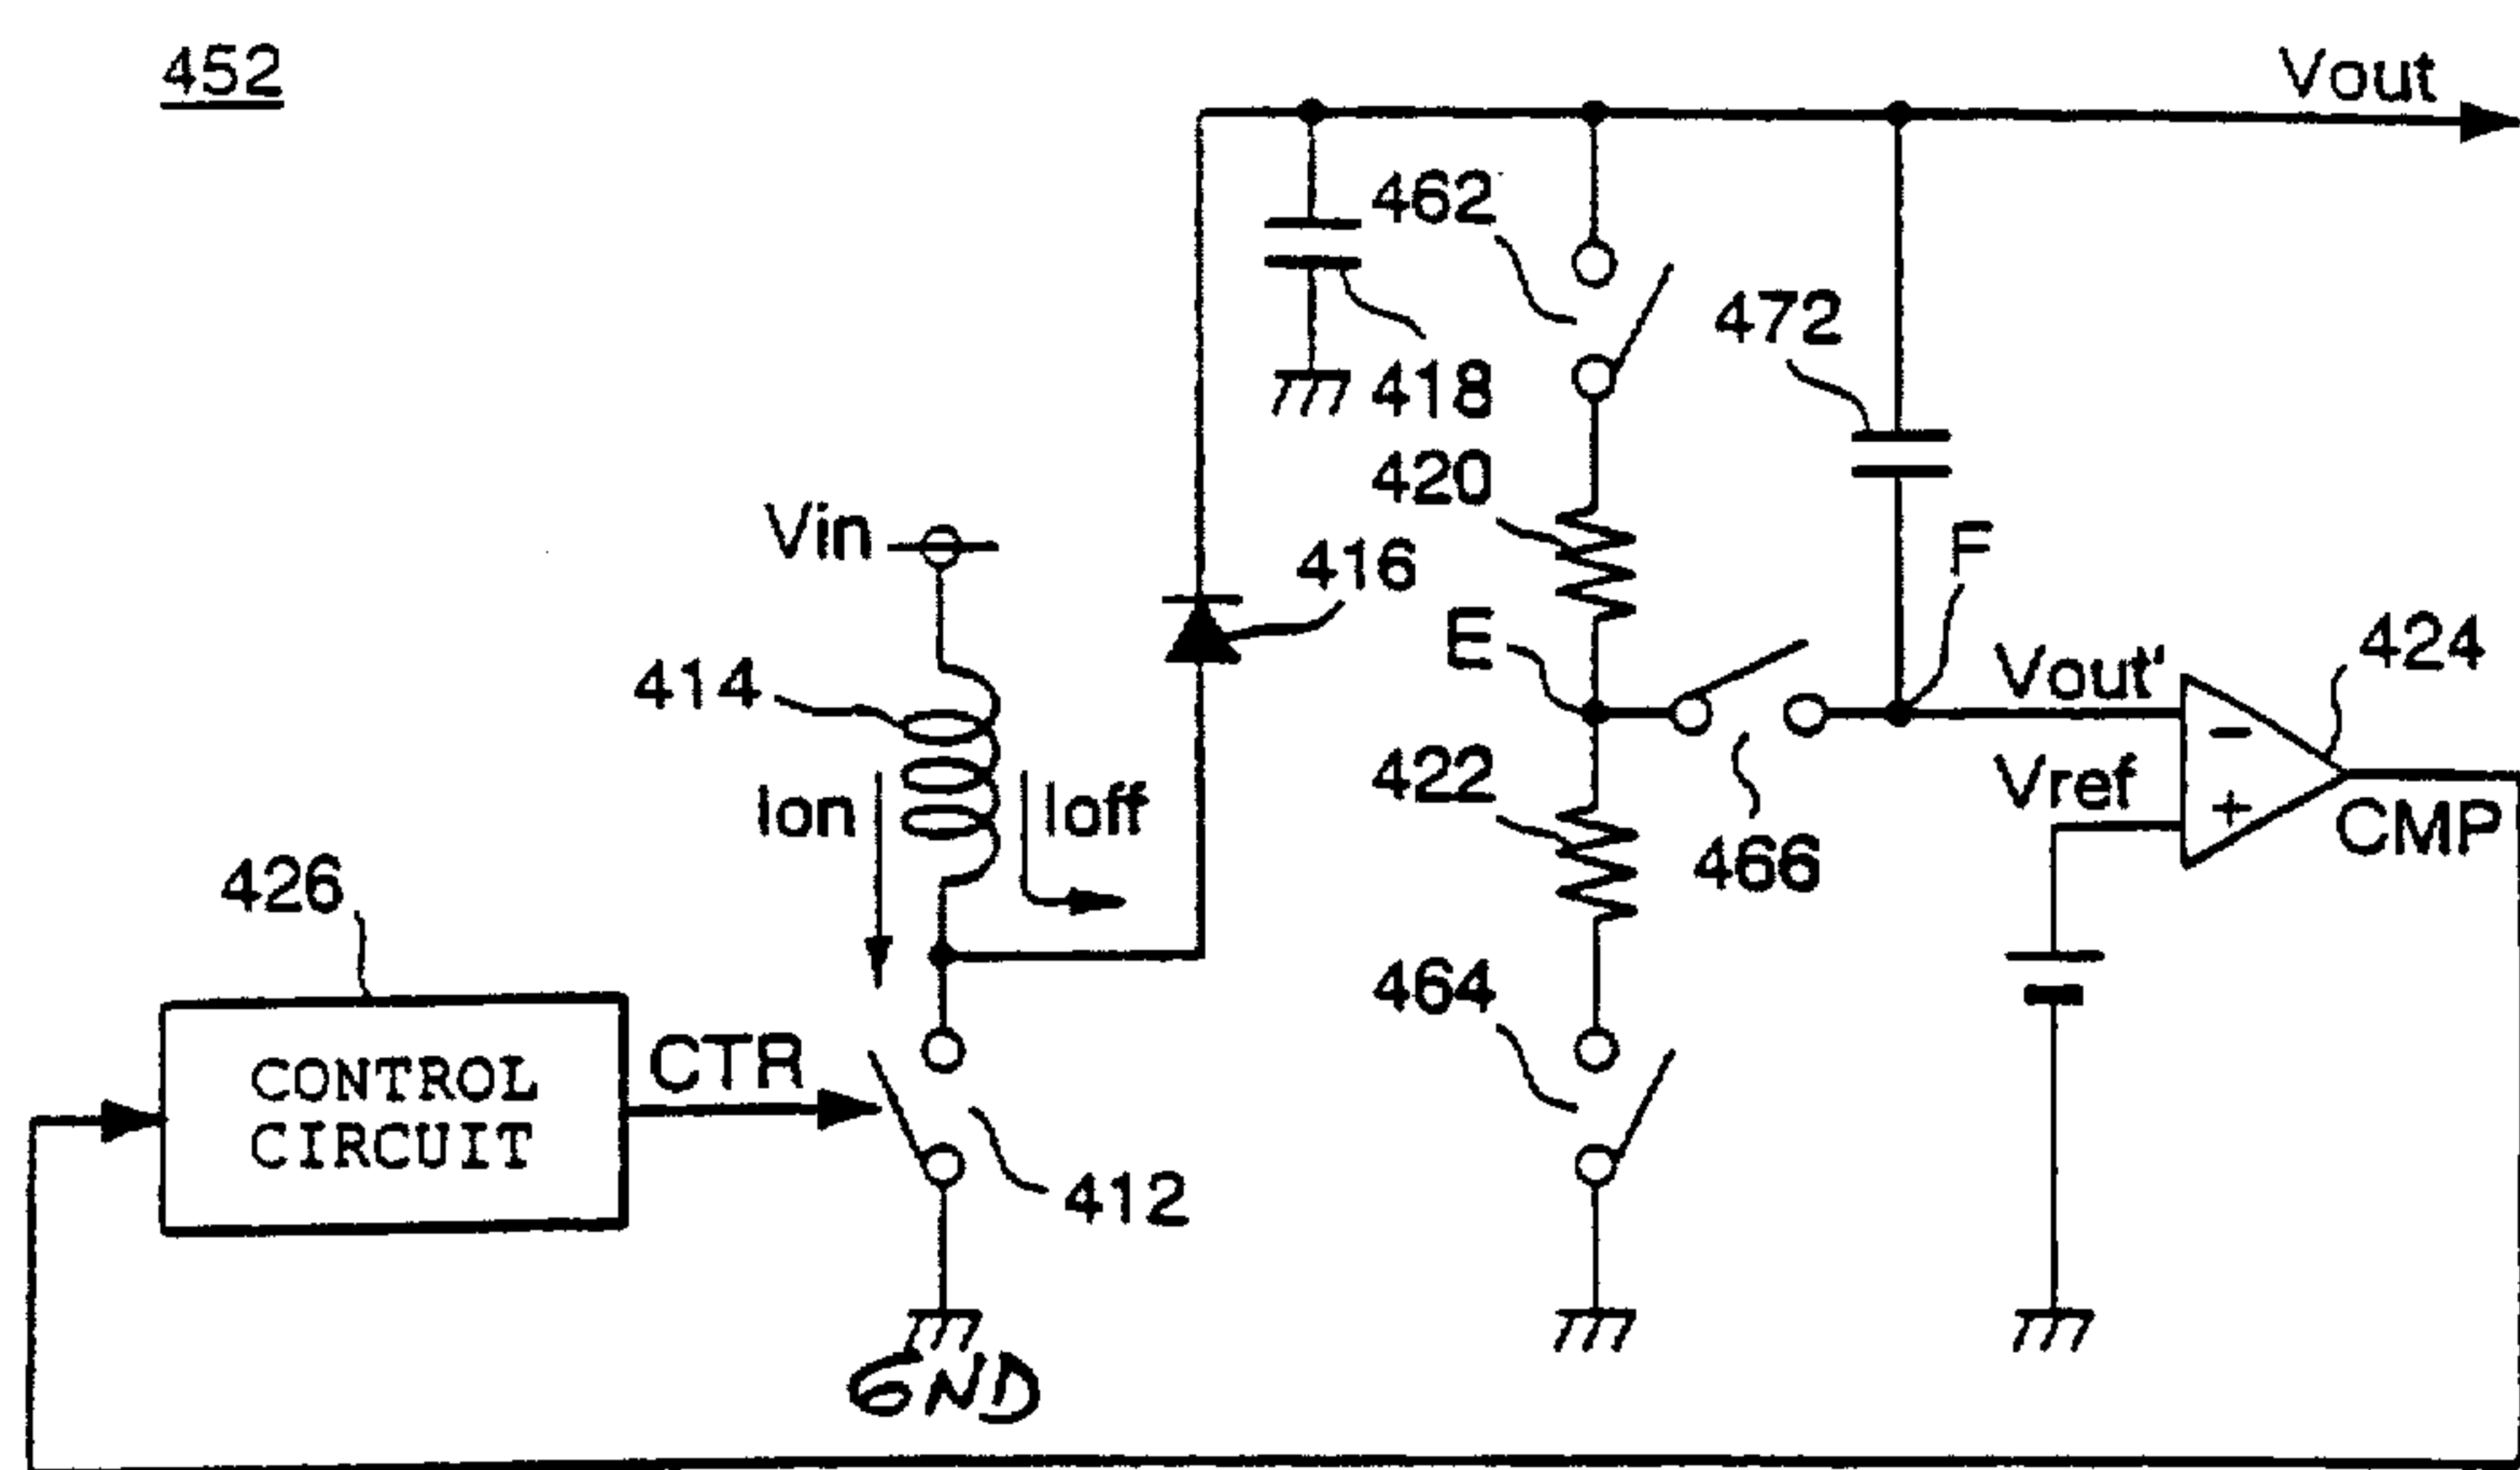 452
Vout
462
472
418
420
Vin
416
F
E
424
414
Vout'
422
Vref
Ion
Ioff
CMP
466
426
464
CONTROL
CIRCUIT
CTR
412
GND